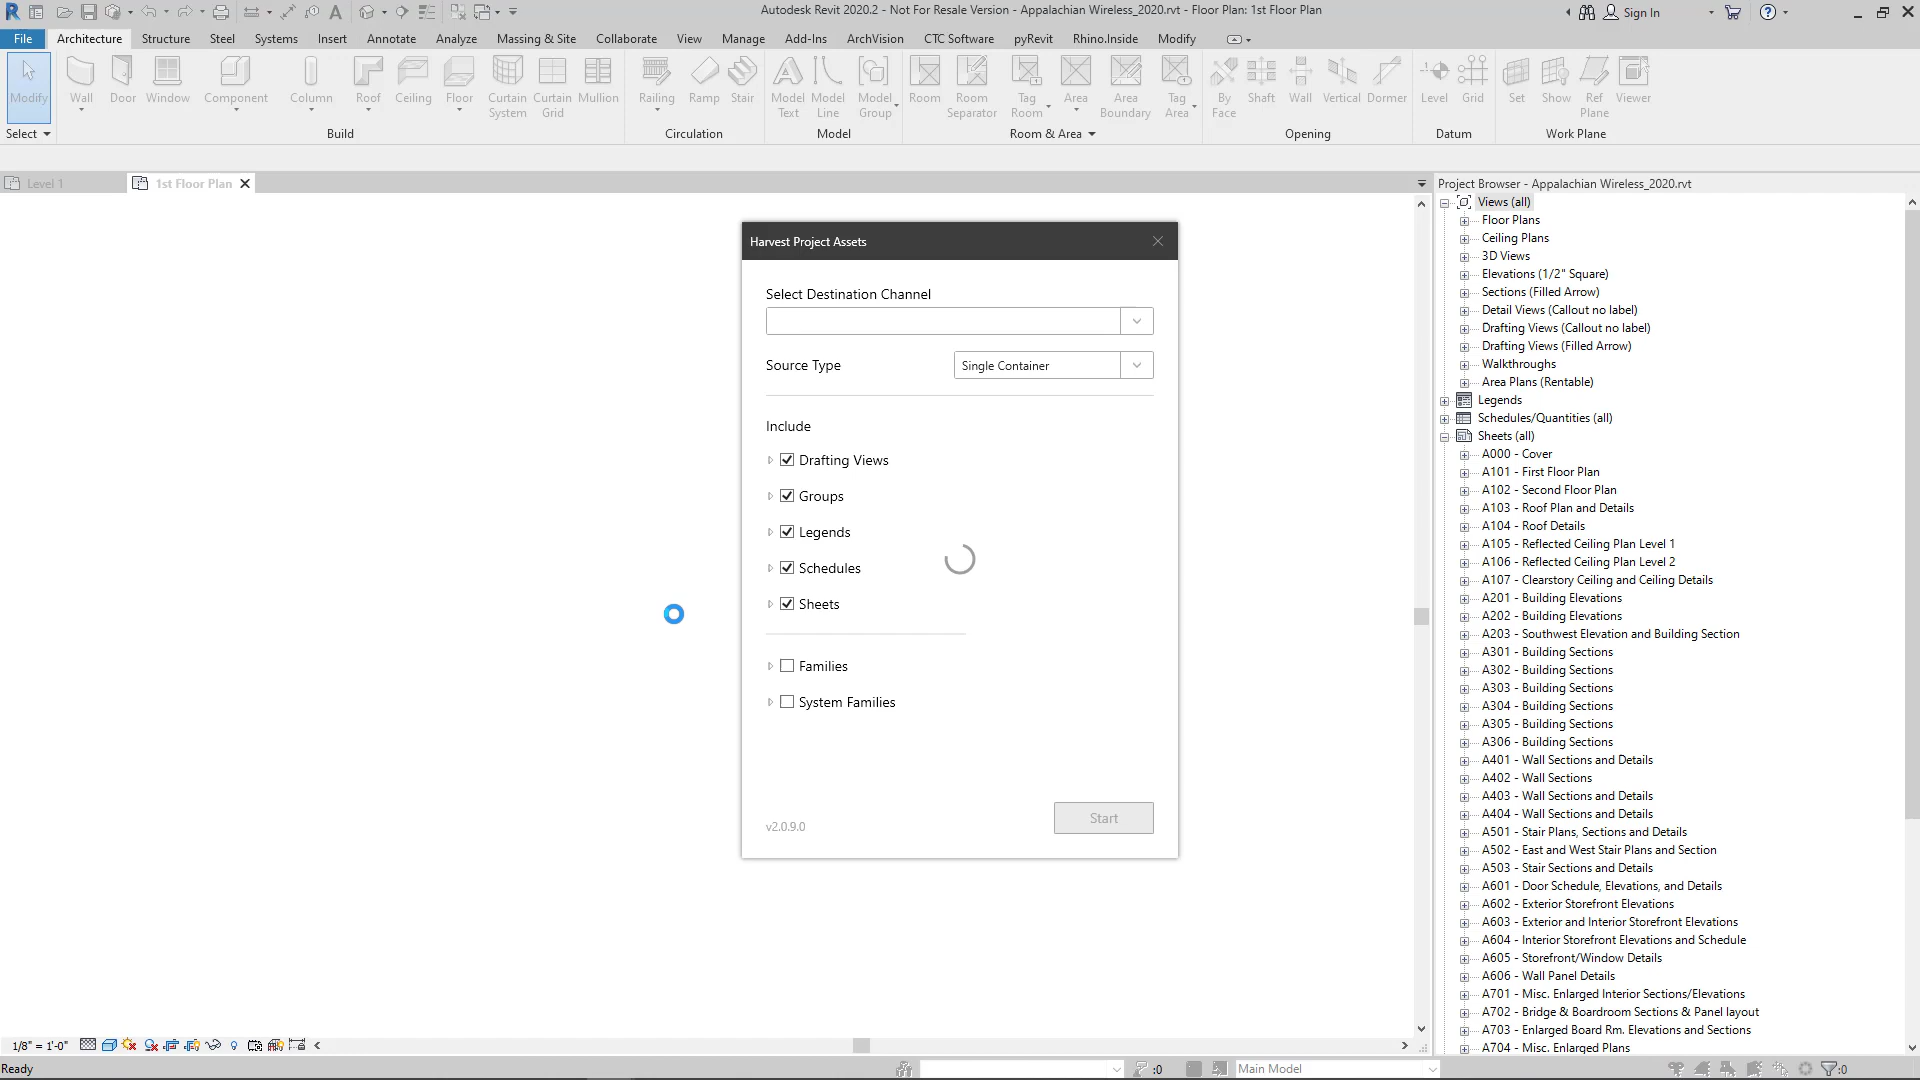 Autodesk Revit 2020.2 - Not For Resale Version - Appalachian Wireless_2020.rvt - Floor Plan: 1st Floor Plan
Sign In
File Architecture Structure Steel Systems Insert Annotate Analyze Massing & Site Collaborate View Manage Add-Ins ArchVision CTC Software pyRevit Rhino.Inside Modify
Modify Wall Door Window Component Column Roof Ceiling Floor Curtain System Curtain Grid Mullion Railing Ramp Stair Model Text Model Line Model Group Room Room Separator Tag Room Area Area Boundary Tag Area By Face Shaft Wall Vertical Dormer Level Grid Set Show Ref Plane Viewer
Select Build Circulation Model Room & Area Opening Datum Work Plane
Level 1
1st Floor Plan
Harvest Project Assets
Select Destination Channel
Source Type
Single Container
Include
Drafting Views
Groups
Legends
Schedules
Sheets
Families
System Families
v2.0.9.0
Start
Project Browser - Appalachian Wireless_2020.rvt
Views (all)
Floor Plans
Ceiling Plans
3D Views
Elevations (1/2" Square)
Sections (Filled Arrow)
Detail Views (Callout no label)
Drafting Views (Callout no label)
Drafting Views (Filled Arrow)
Walkthroughs
Area Plans (Rentable)
Legends
Schedules/Quantities (all)
Sheets (all)
A000 - Cover
A101 - First Floor Plan
A102 - Second Floor Plan
A103 - Roof Plan and Details
A104 - Roof Details
A105 - Reflected Ceiling Plan Level 1
A106 - Reflected Ceiling Plan Level 2
A107 - Clearstory Ceiling and Ceiling Details
A201 - Building Elevations
A202 - Building Elevations
A203 - Southwest Elevation and Building Section
A301 - Building Sections
A302 - Building Sections
A303 - Building Sections
A304 - Building Sections
A305 - Building Sections
A306 - Building Sections
A401 - Wall Sections and Details
A402 - Wall Sections
A403 - Wall Sections and Details
A404 - Wall Sections and Details
A501 - Stair Plans, Sections and Details
A502 - East and West Stair Plans and Section
A503 - Stair Sections and Details
A601 - Door Schedule, Elevations, and Details
A602 - Exterior Storefront Elevations
A603 - Exterior and Interior Storefront Elevations
A604 - Interior Storefront Elevations and Schedule
A605 - Storefront/Window Details
A606 - Wall Panel Details
A701 - Misc. Enlarged Interior Sections/Elevations
A702 - Bridge & Boardroom Sections & Panel layout
A703 - Enlarged Board Rm. Elevations and Sections
A704 - Misc. Enlarged Plans
1/8" = 1'-0"
Ready
:0
Main Model
:0